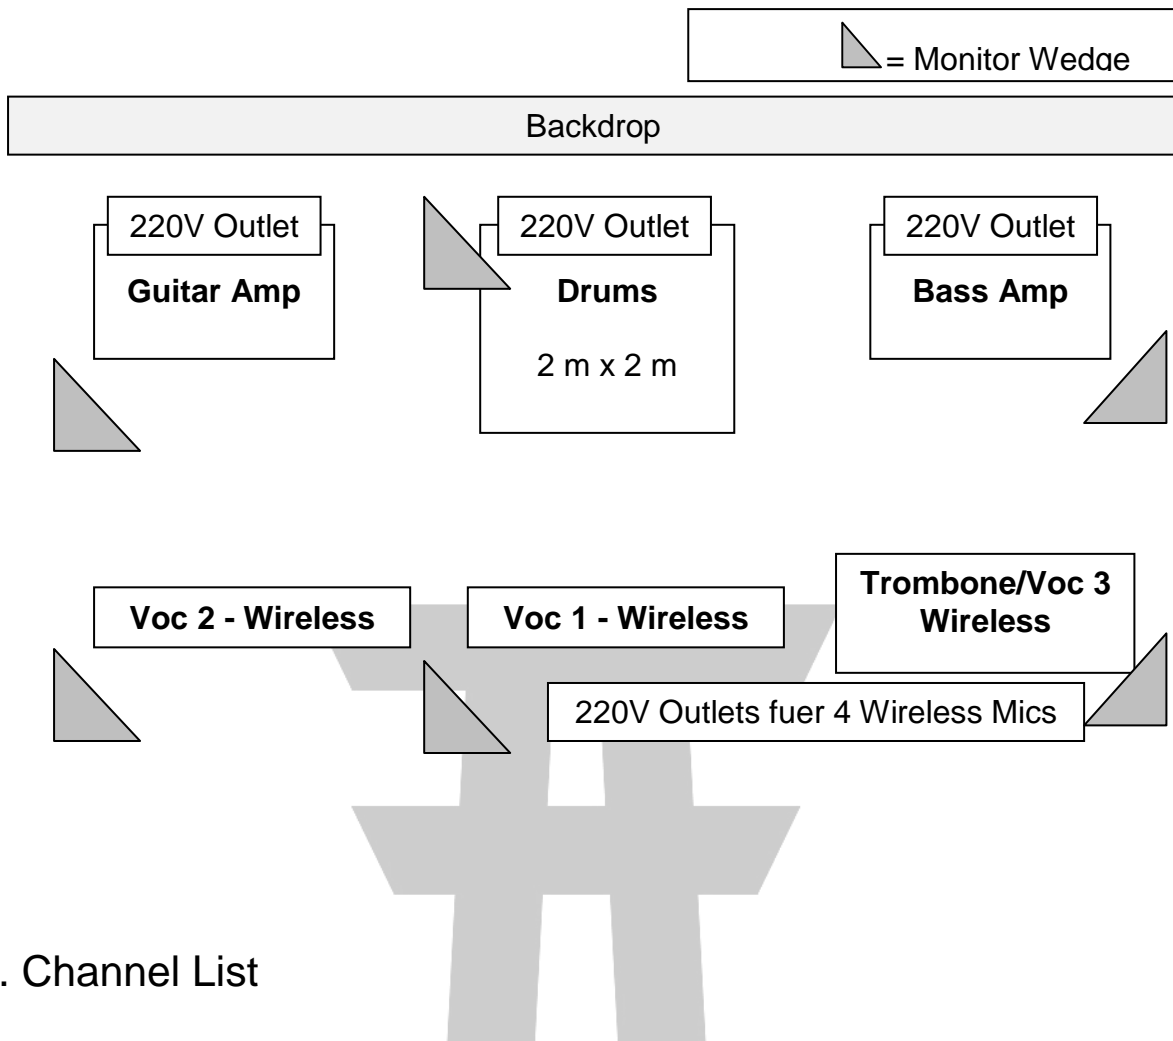 = Monitor Wedge
Backdrop
220V Outlet
220V Outlet
220V Outlet
Guitar Amp
Drums
Bass Amp
2 m x 2 m
Voc 2 - Wireless
Voc 1 - Wireless
Trombone/Voc 3
Wireless
220V Outlets fuer 4 Wireless Mics
. Channel List